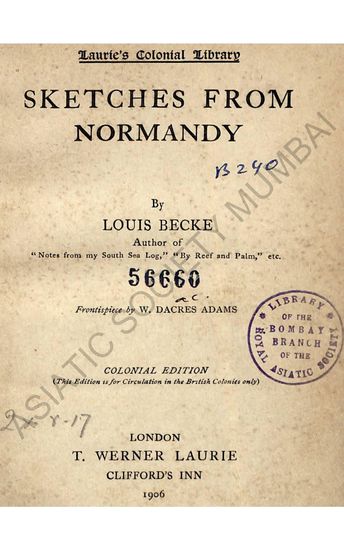 Laurie's Colonial Library
SKETCHES FROM
NORMANDY
B 240
By
LOUIS BECKE
Author of
"Notes from my South Sea Log," "By Reef and Palm," etc.
56660
ac.
Frontispiece by W. DACRES ADAMS
LIBRARY
OF THE
BOMBAY
BRANCH
OF THE
ROYAL ASIATIC SOCIETY
COLONIAL EDITION
(This Edition is for Circulation in the British Colonies only)
LONDON
T. WERNER LAURIE
CLIFFORD'S INN
1906
ASIATIC SOCIETY MUMBAI